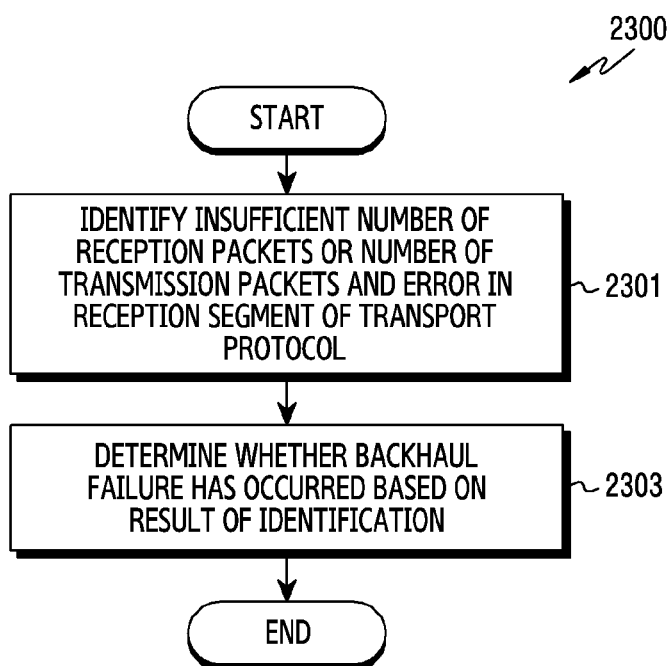 2300
START
IDENTIFY INSUFFICIENT NUMBER OF
RECEPTION PACKETS OR NUMBER OF
TRANSMISSION PACKETS AND ERROR IN
RECEPTION SEGMENT OF TRANSPORT
PROTOCOL
2301
DETERMINE WHETHER BACKHAUL
FAILURE HAS OCCURRED BASED ON
RESULT OF IDENTIFICATION
2303
END